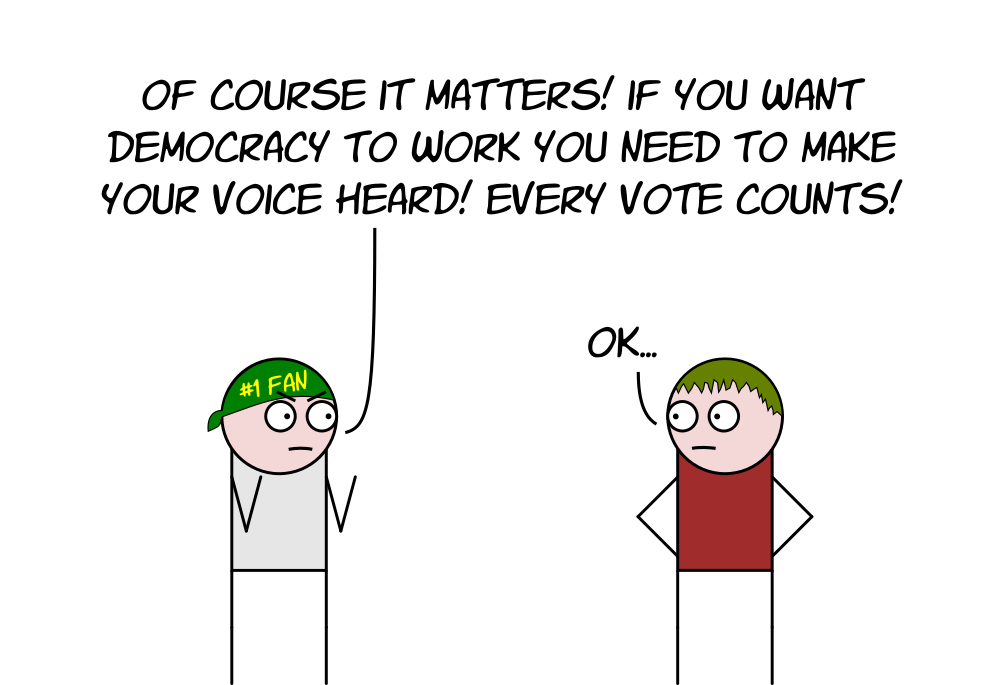 OF COURSE IT MATTERS! IF YOU WANT
DEMOCRACY TO WORK YOU NEED TO MAKE
YOUR VOICE HEARD! EVERY VOTE COUNTS!
OK...
#1 FAN